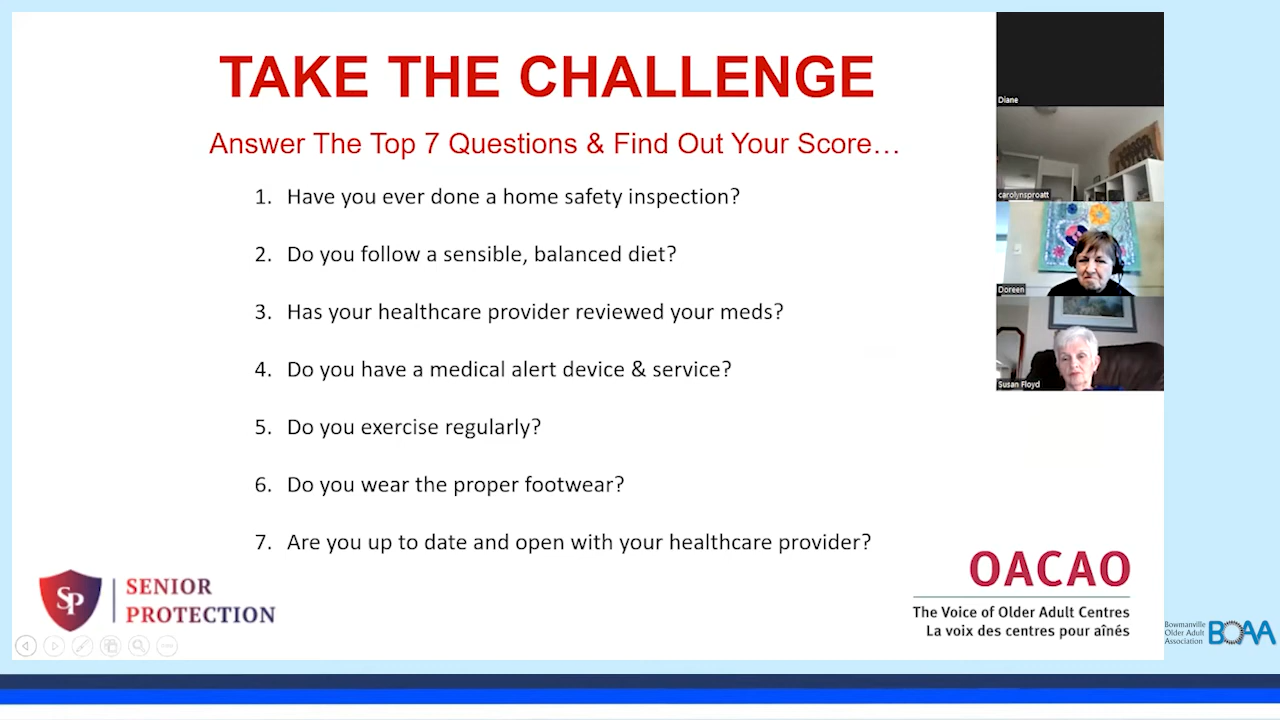 TAKE THE CHALLENGE
Answer The Top 7 Questions & Find Out Your Score…
1. Have you ever done a home safety inspection?
2. Do you follow a sensible, balanced diet?
3. Has your healthcare provider reviewed your meds?
4. Do you have a medical alert device & service?
5. Do you exercise regularly?
6. Do you wear the proper footwear?
7. Are you up to date and open with your healthcare provider?
SP
SENIOR
PROTECTION
OACAO
The Voice of Older Adult Centres
La voix des centres pour aînés
Diane
carolynsproatt
Doreen
Susan Floyd
Bowmanville
Older Adult
Association
BOAA